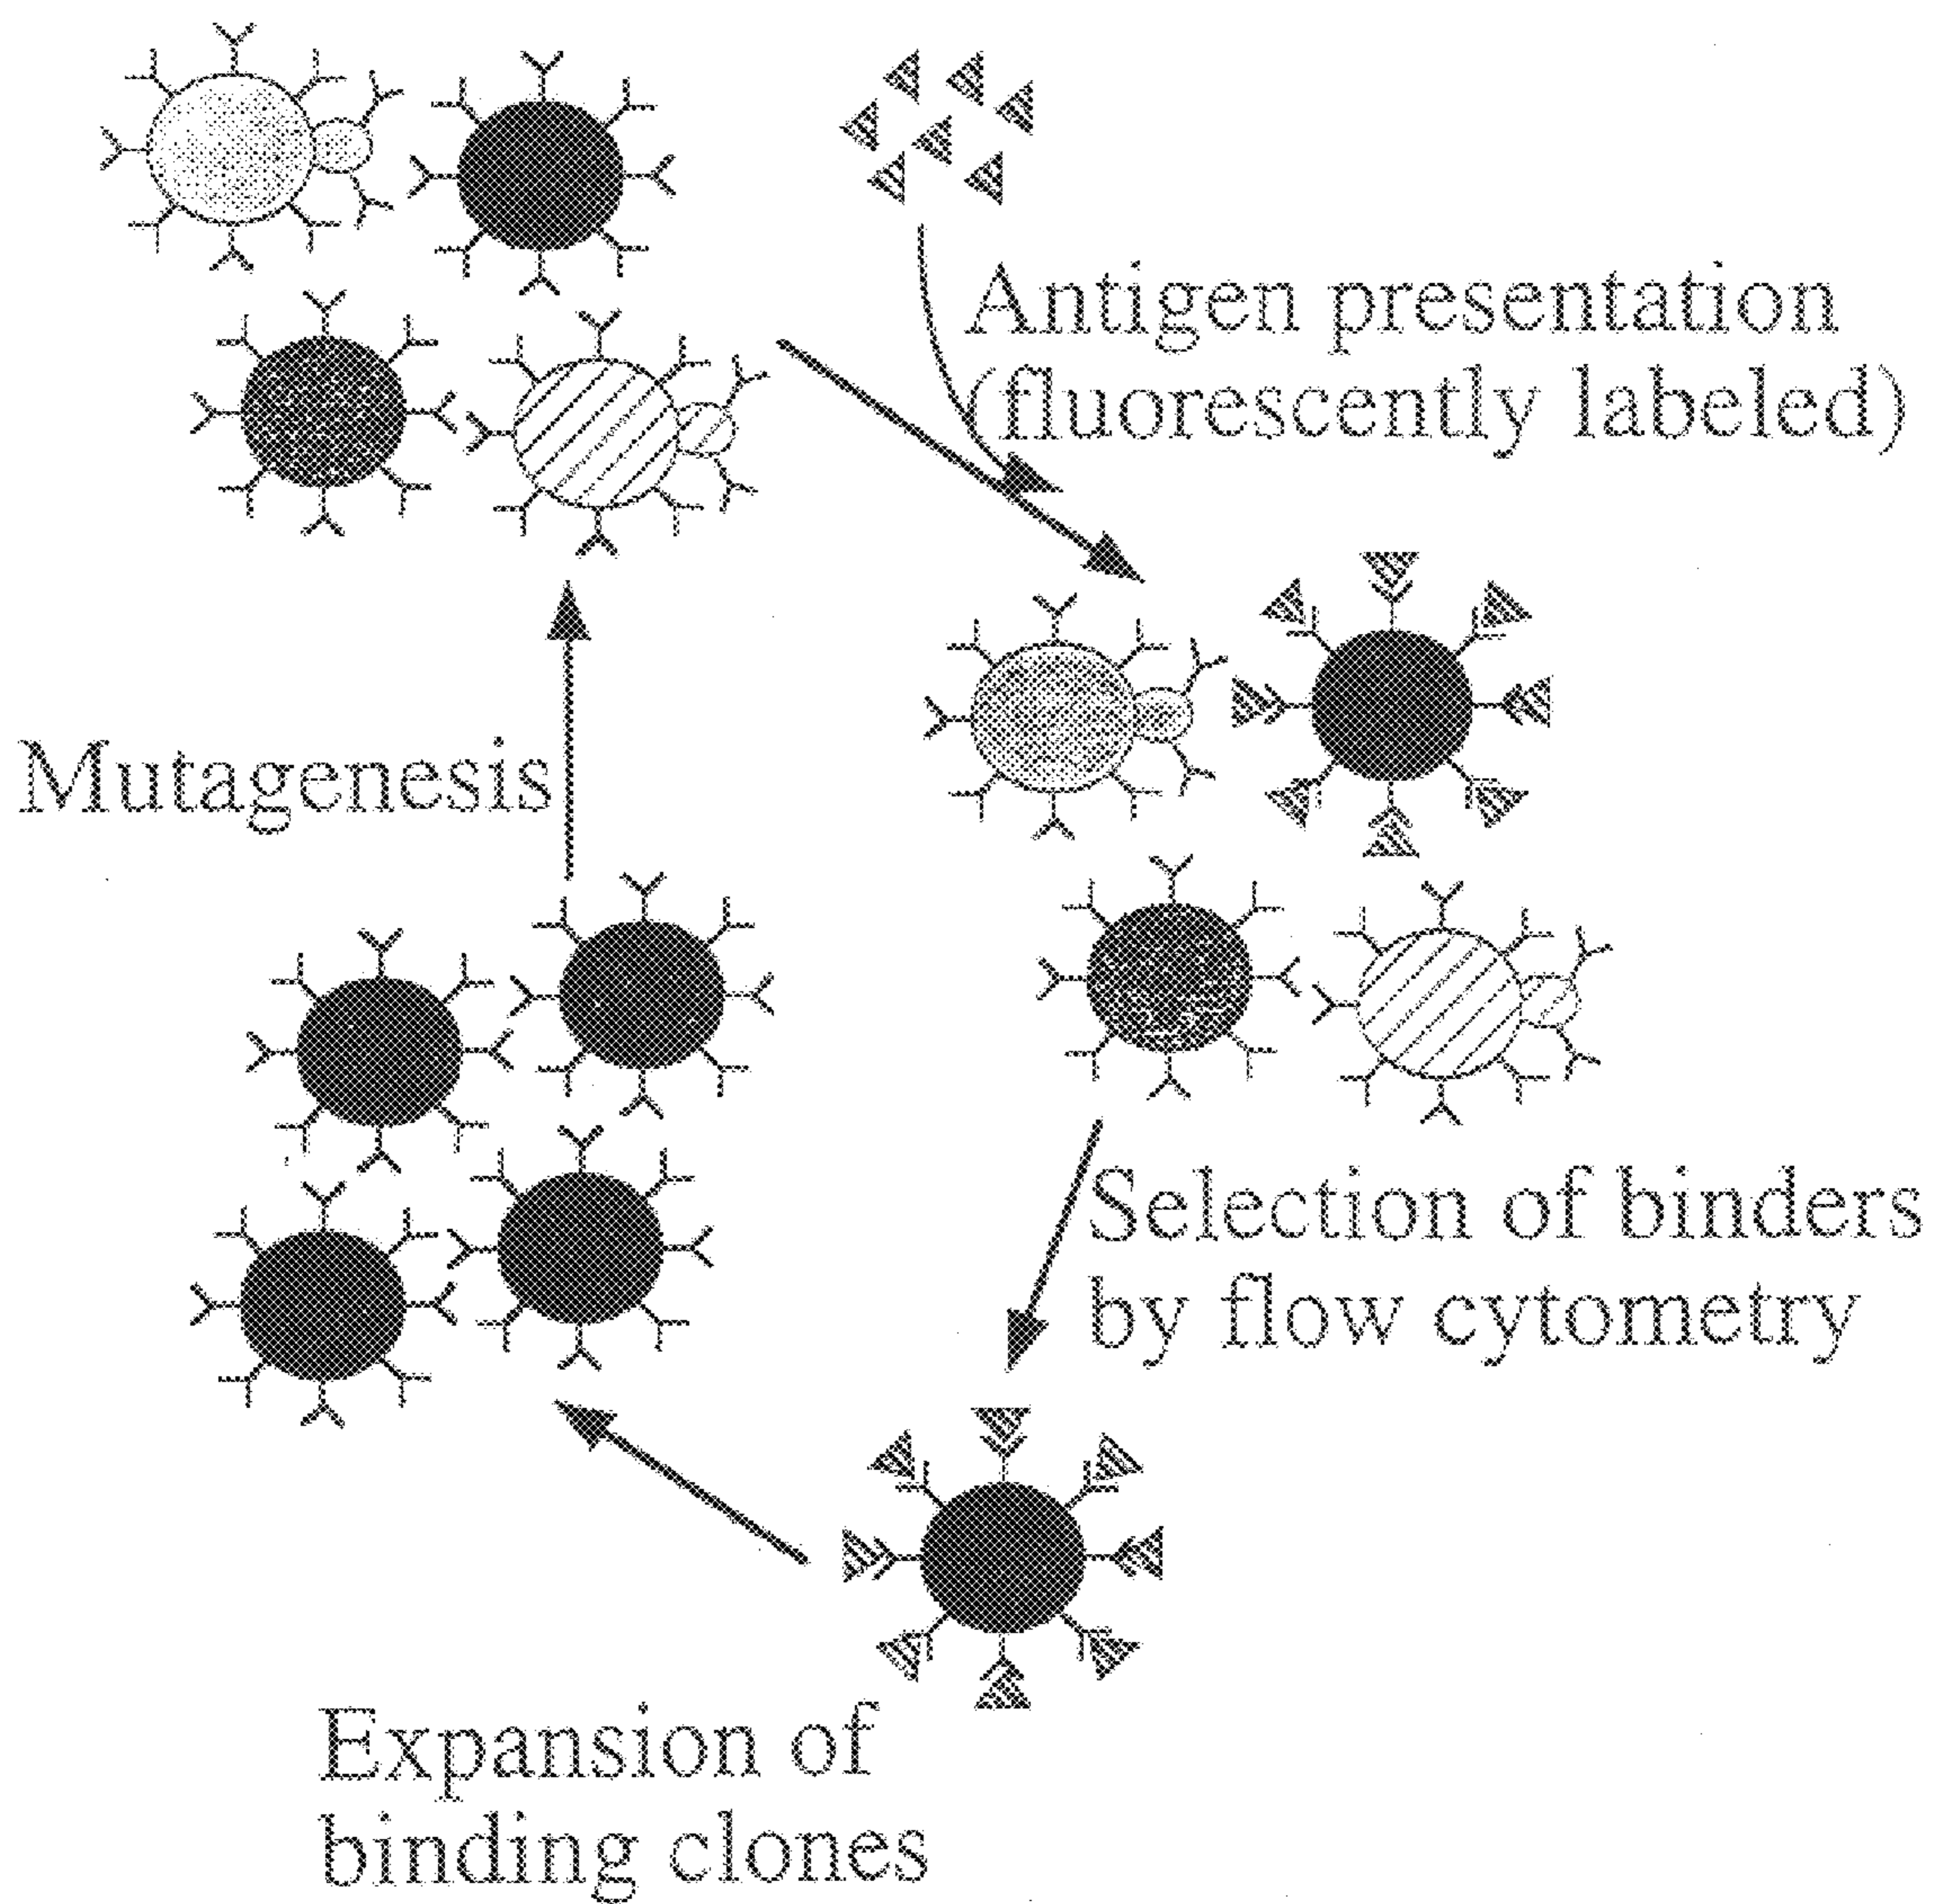 Antigen presentation
(fluorescently labeled)
Mutagenesis
Selection of binders
by flow cytometry
Expansion of
binding clones